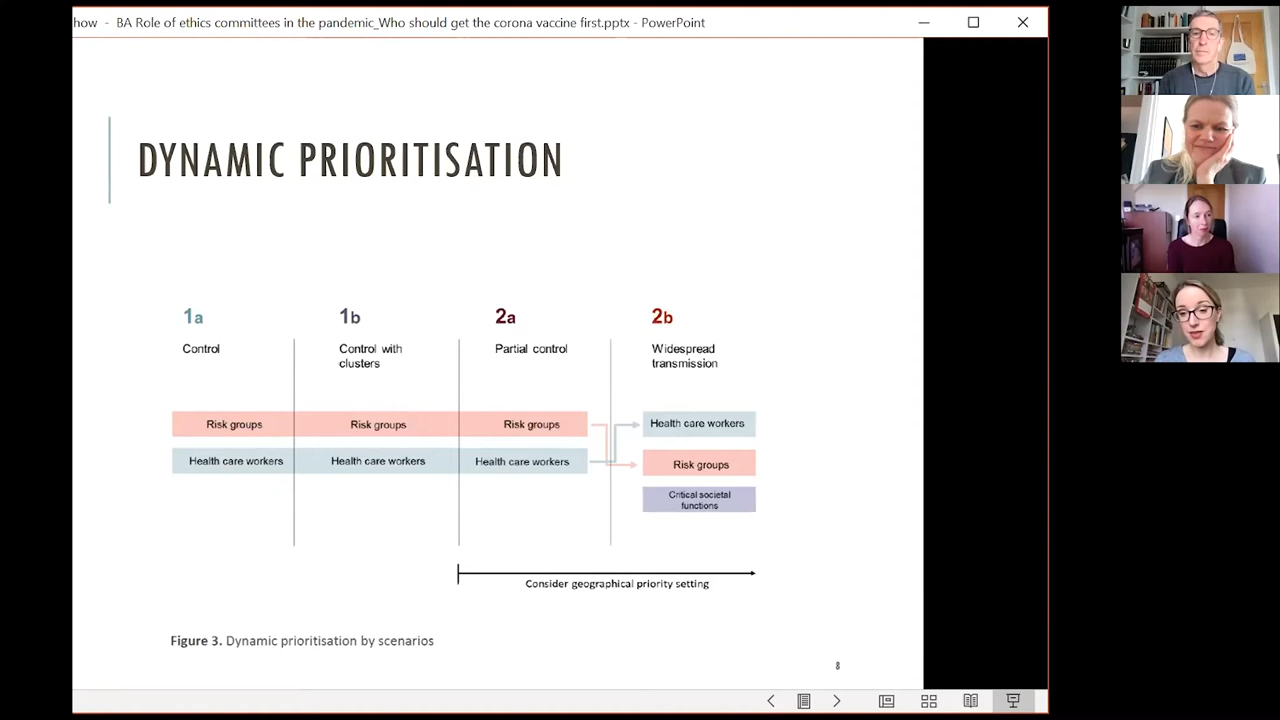 how - BA Role of ethics committees in the pandemic_Who should get the corona vaccine first.pptx - PowerPoint
DYNAMIC PRIORITISATION
1a
1b
2a
2b
Control
Control with
clusters
Partial control
Widespread
transmission
Risk groups
Risk groups
Risk groups
Health care workers
Health care workers
Health care workers
Health care workers
Risk groups
Critical societal
functions
Consider geographical priority setting
Figure 3. Dynamic prioritisation by scenarios
8